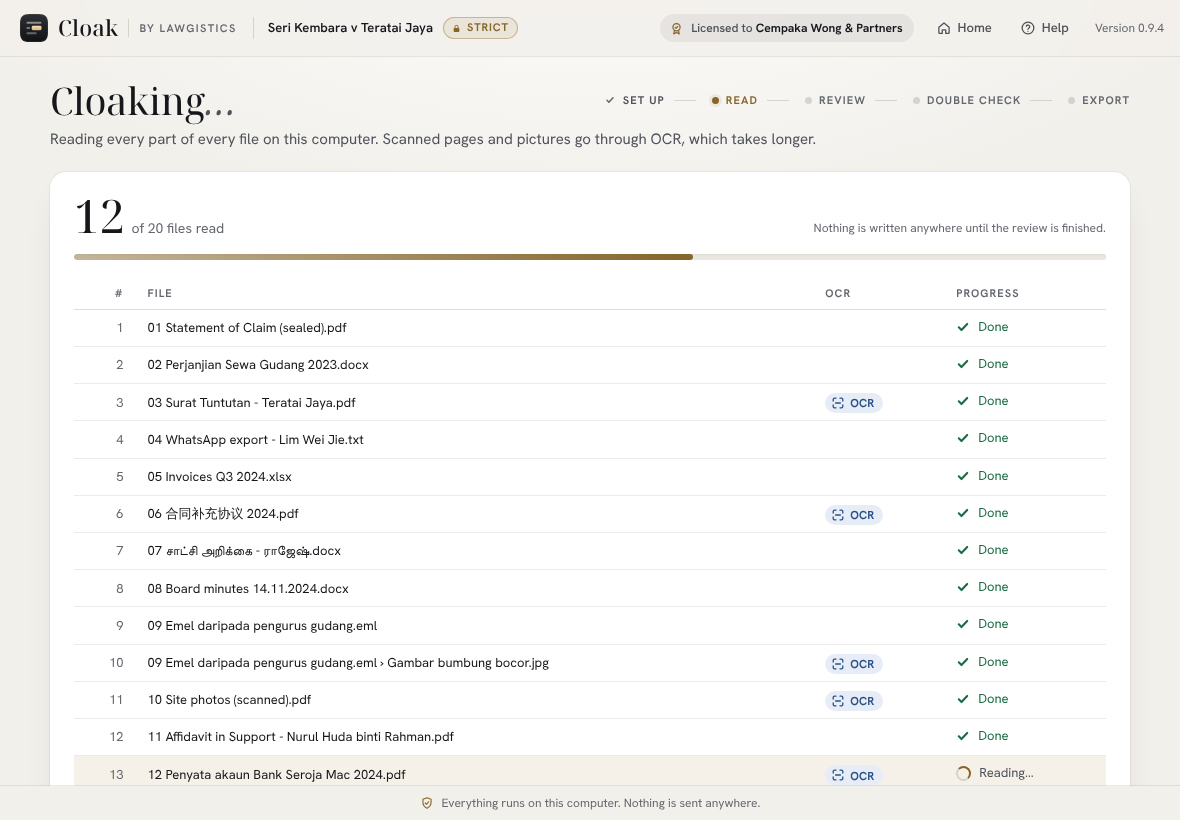 Cloak BY LAWGISTICS Seri Kembara v Teratai Jaya STRICT Licensed to Cempaka Wong & Partners Home Help Version 0.9.4
Cloaking...
SET UP READ REVIEW DOUBLE CHECK EXPORT
Reading every part of every file on this computer. Scanned pages and pictures go through OCR, which takes longer.
12 of 20 files read
Nothing is written anywhere until the review is finished.
# FILE OCR PROGRESS
1 01 Statement of Claim (sealed).pdf Done
2 02 Perjanjian Sewa Gudang 2023.docx Done
3 03 Surat Tuntutan - Teratai Jaya.pdf OCR Done
4 04 WhatsApp export - Lim Wei Jie.txt Done
5 05 Invoices Q3 2024.xlsx Done
6 06 合同补充协议 2024.pdf OCR Done
7 07 சாட்சி அறிக்கை - ராஜேஷ்.docx Done
8 08 Board minutes 14.11.2024.docx Done
9 09 Emel daripada pengurus gudang.eml Done
10 09 Emel daripada pengurus gudang.eml › Gambar bumbung bocor.jpg OCR Done
11 10 Site photos (scanned).pdf OCR Done
12 11 Affidavit in Support - Nurul Huda binti Rahman.pdf Done
13 12 Penyata akaun Bank Seroja Mac 2024.pdf OCR Reading...
Everything runs on this computer. Nothing is sent anywhere.